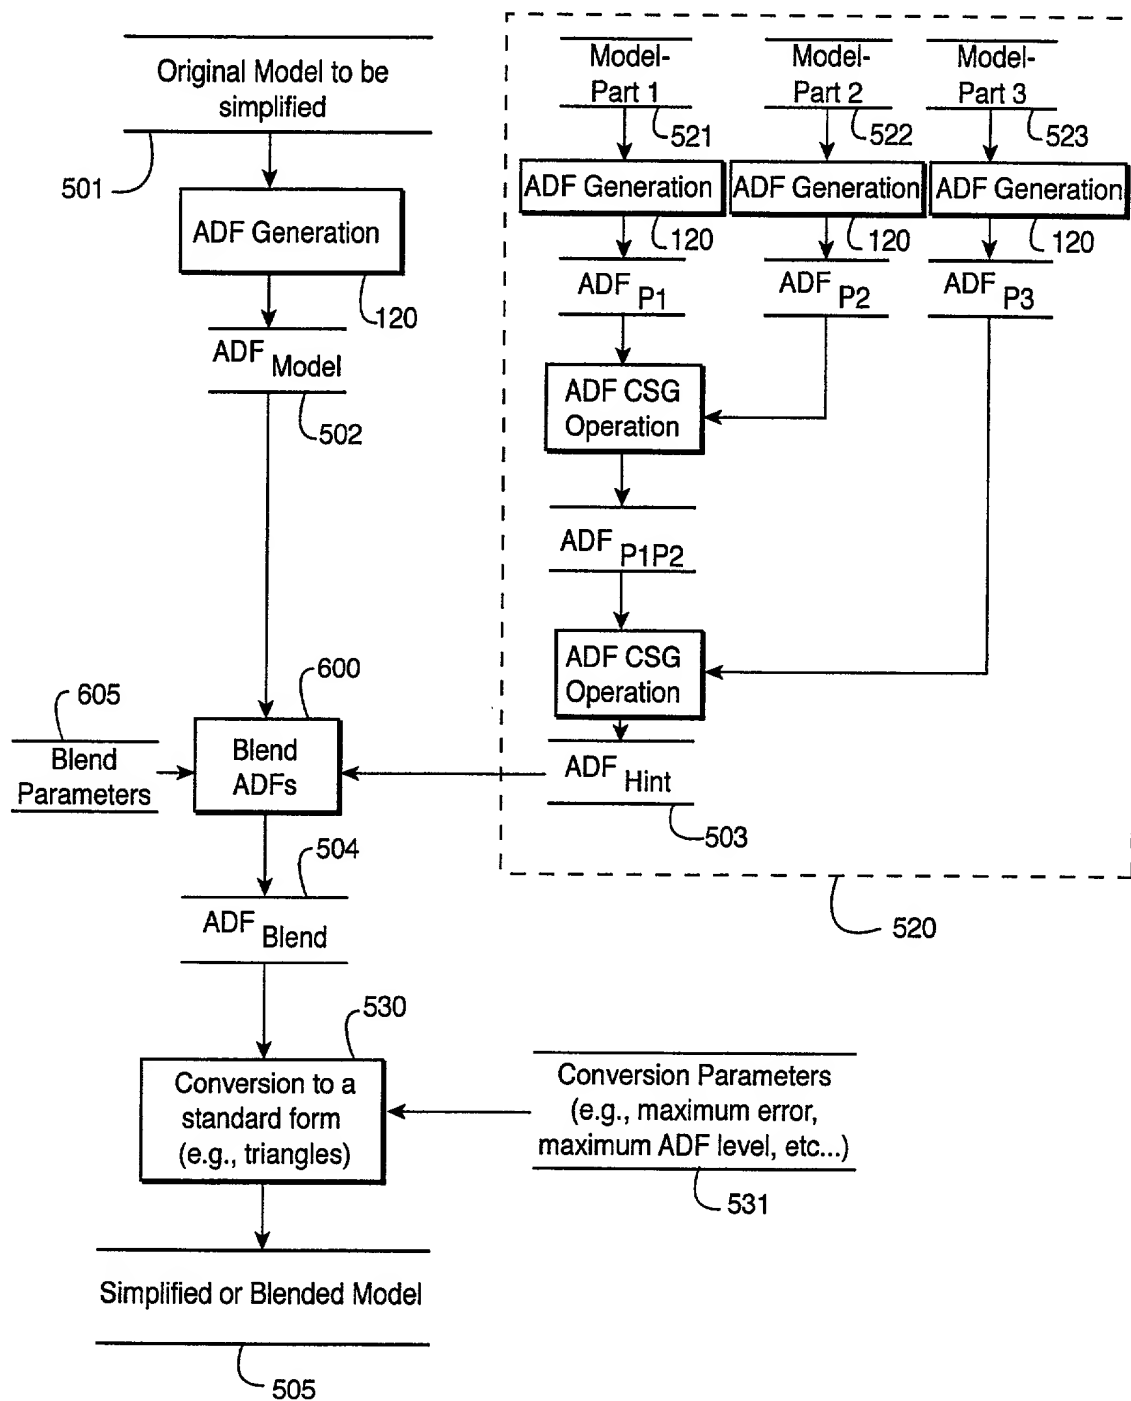 Original Model to be
simplified
501
ADF Generation
120
ADF Model
502
Model-
Part 1
521
Model-
Part 2
522
Model-
Part 3
523
ADF Generation
ADF Generation
ADF Generation
120
120
120
ADF P1
ADF P2
ADF P3
ADF CSG
Operation
ADF P1P2
ADF CSG
Operation
ADF Hint
503
520
600
605
Blend
Parameters
Blend
ADFs
504
ADF Blend
530
Conversion to a
standard form
(e.g., triangles)
Conversion Parameters
(e.g., maximum error,
maximum ADF level, etc...)
531
Simplified or Blended Model
505